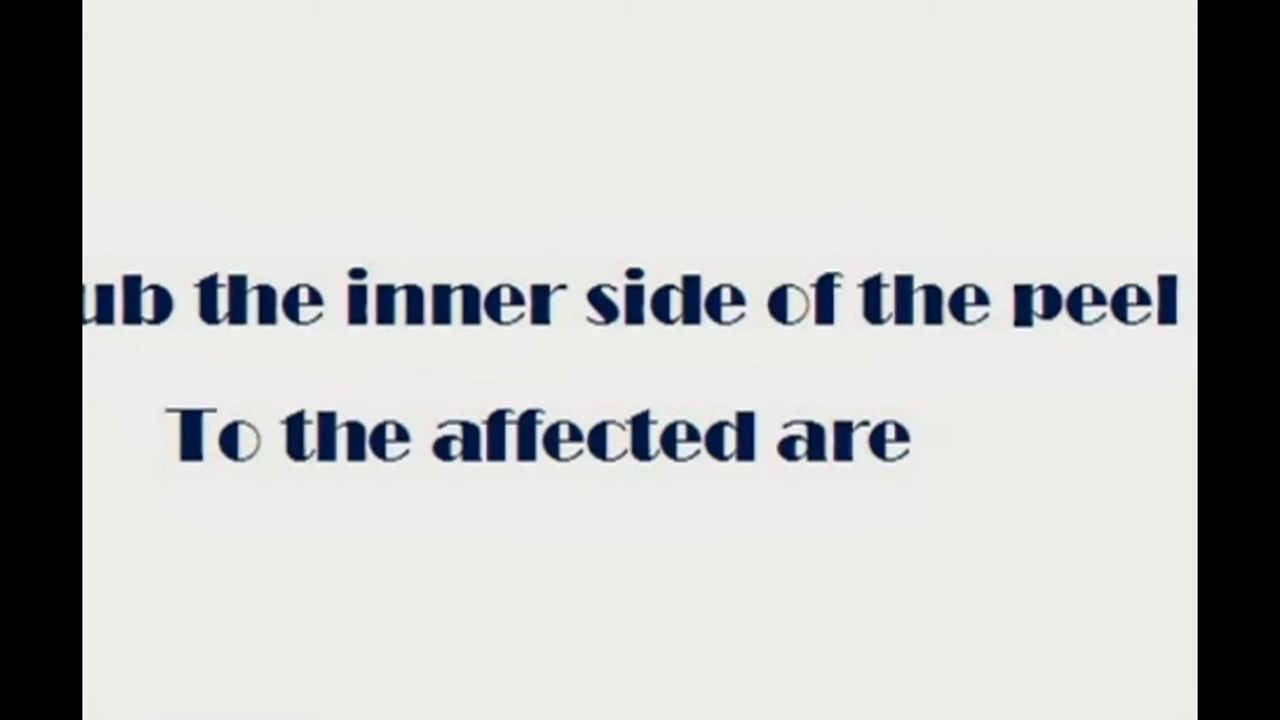 ub the inner side of the peel
To the affected are